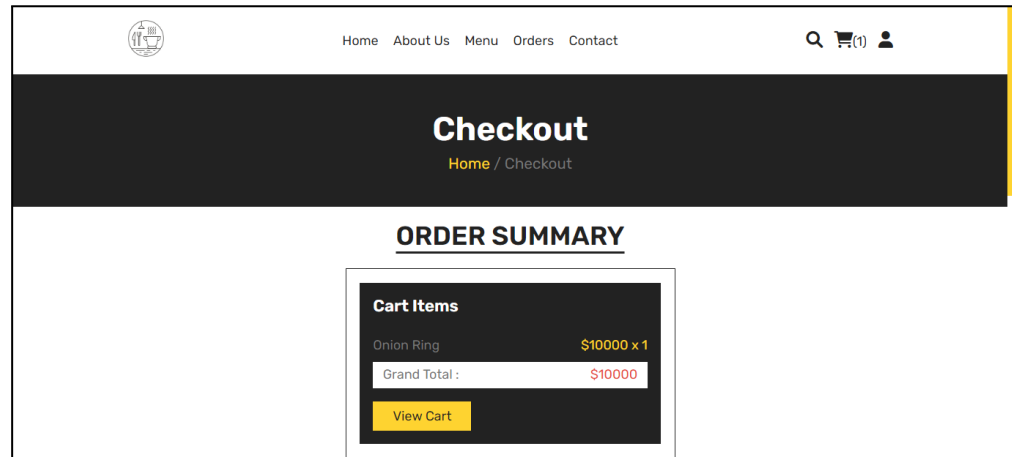 Home About Us Menu Orders Contact (1)
Checkout
Home / Checkout
ORDER SUMMARY
Cart Items
Onion Ring $10000 x 1
Grand Total : $10000
View Cart